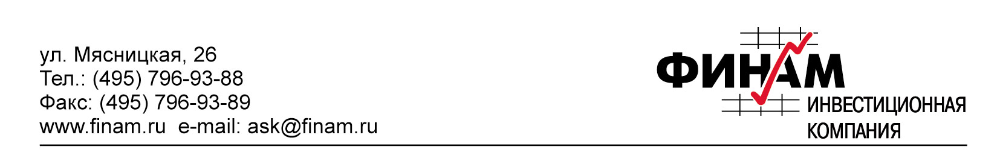 ул. Мясницкая, 26
Тел.: (495) 796-93-88
Факс: (495) 796-93-89
www.finam.ru e-mail: ask@finam.ru
ФИНАМ
ИНВЕСТИЦИОННАЯ
КОМПАНИЯ